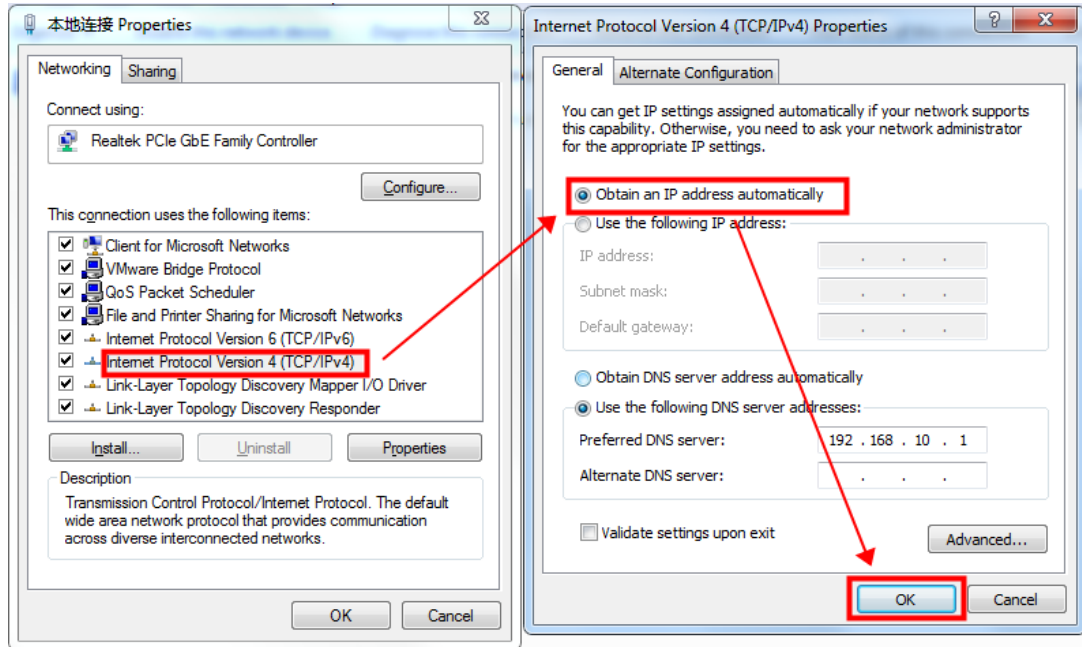 本地连接 Properties
Networking
Sharing
Connect using:
Realtek PCIe GbE Family Controller
Configure...
This connection uses the following items:
Client for Microsoft Networks
VMware Bridge Protocol
QoS Packet Scheduler
File and Printer Sharing for Microsoft Networks
Internet Protocol Version 6 (TCP/IPv6)
Internet Protocol Version 4 (TCP/IPv4)
Link-Layer Topology Discovery Mapper I/O Driver
Link-Layer Topology Discovery Responder
Install...
Uninstall
Properties
Description
Transmission Control Protocol/Internet Protocol. The default
wide area network protocol that provides communication
across diverse interconnected networks.
OK
Cancel
Internet Protocol Version 4 (TCP/IPv4) Properties
General
Alternate Configuration
You can get IP settings assigned automatically if your network supports
this capability. Otherwise, you need to ask your network administrator
for the appropriate IP settings.
Obtain an IP address automatically
Use the following IP address:
IP address:
Subnet mask:
Default gateway:
Obtain DNS server address automatically
Use the following DNS server addresses:
Preferred DNS server:
192 . 168 . 10 . 1
Alternate DNS server:
Validate settings upon exit
Advanced...
OK
Cancel